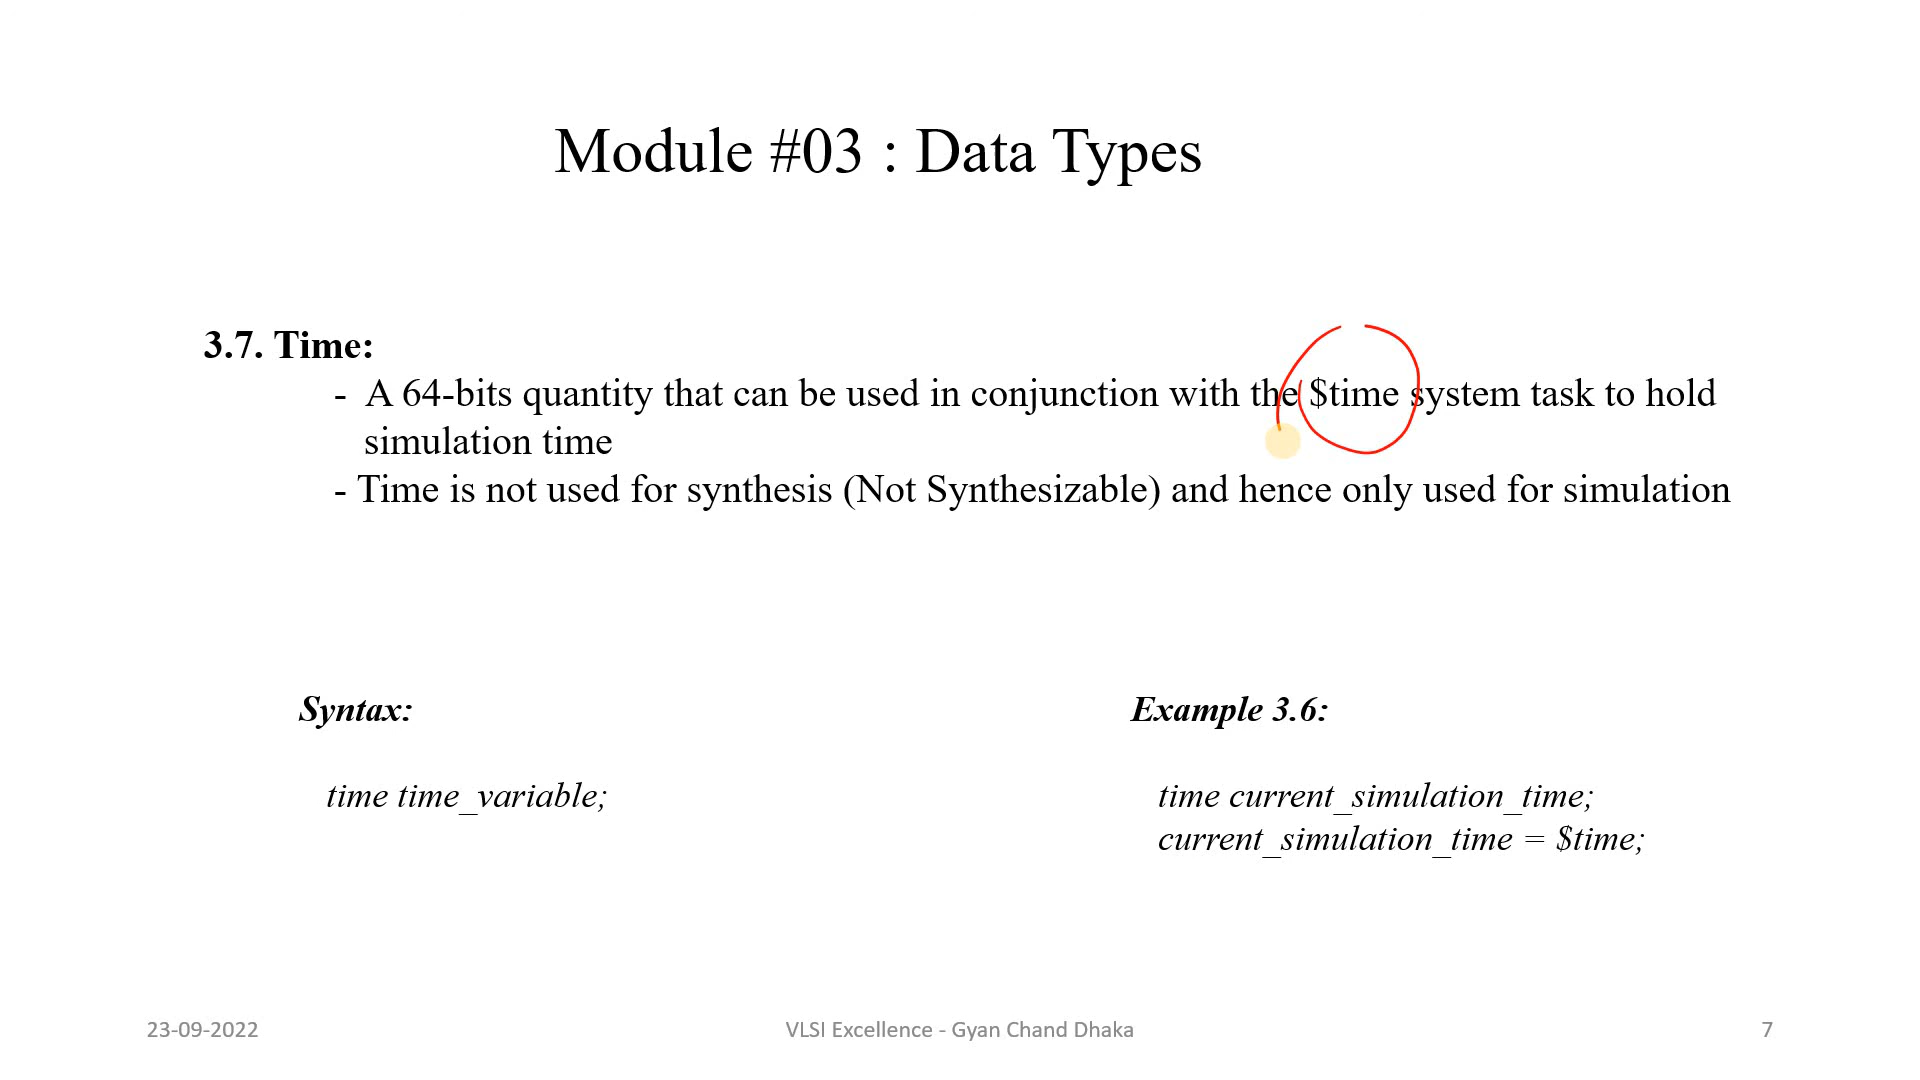 Module #03 : Data Types
3.7. Time:
- A 64-bits quantity that can be used in conjunction with the $time system task to hold
simulation time
- Time is not used for synthesis (Not Synthesizable) and hence only used for simulation
Syntax:
time time_variable;
Example 3.6:
time current_simulation_time;
current_simulation_time = $time;
23-09-2022
VLSI Excellence - Gyan Chand Dhaka
7